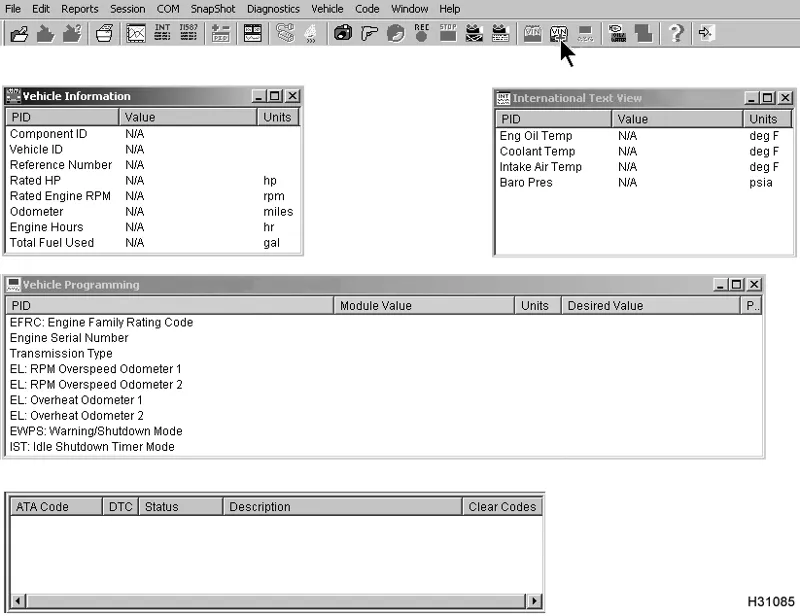 File Edit Reports Session COM SnapShot Diagnostics Vehicle Code Window Help
INT J1587 PID REC STOP VIN VIN ?
Vehicle Information
PID Value Units
Component ID N/A
Vehicle ID N/A
Reference Number N/A
Rated HP N/A hp
Rated Engine RPM N/A rpm
Odometer N/A miles
Engine Hours N/A hr
Total Fuel Used N/A gal
INT International Text View
PID Value Units
Eng Oil Temp N/A deg F
Coolant Temp N/A deg F
Intake Air Temp N/A deg F
Baro Pres N/A psia
Vehicle Programming
PID Module Value Units Desired Value P..
EFRC: Engine Family Rating Code
Engine Serial Number
Transmission Type
EL: RPM Overspeed Odometer 1
EL: RPM Overspeed Odometer 2
EL: Overheat Odometer 1
EL: Overheat Odometer 2
EWPS: Warning/Shutdown Mode
IST: Idle Shutdown Timer Mode
ATA Code DTC Status Description Clear Codes
H31085